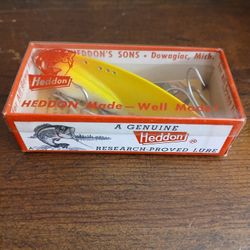 HEDDON'S SONS • Dowagiac, Mich.
Heddon
HEDDON Made—Well Made
A GENUINE
Heddon
RESEARCH-PROVED LURE